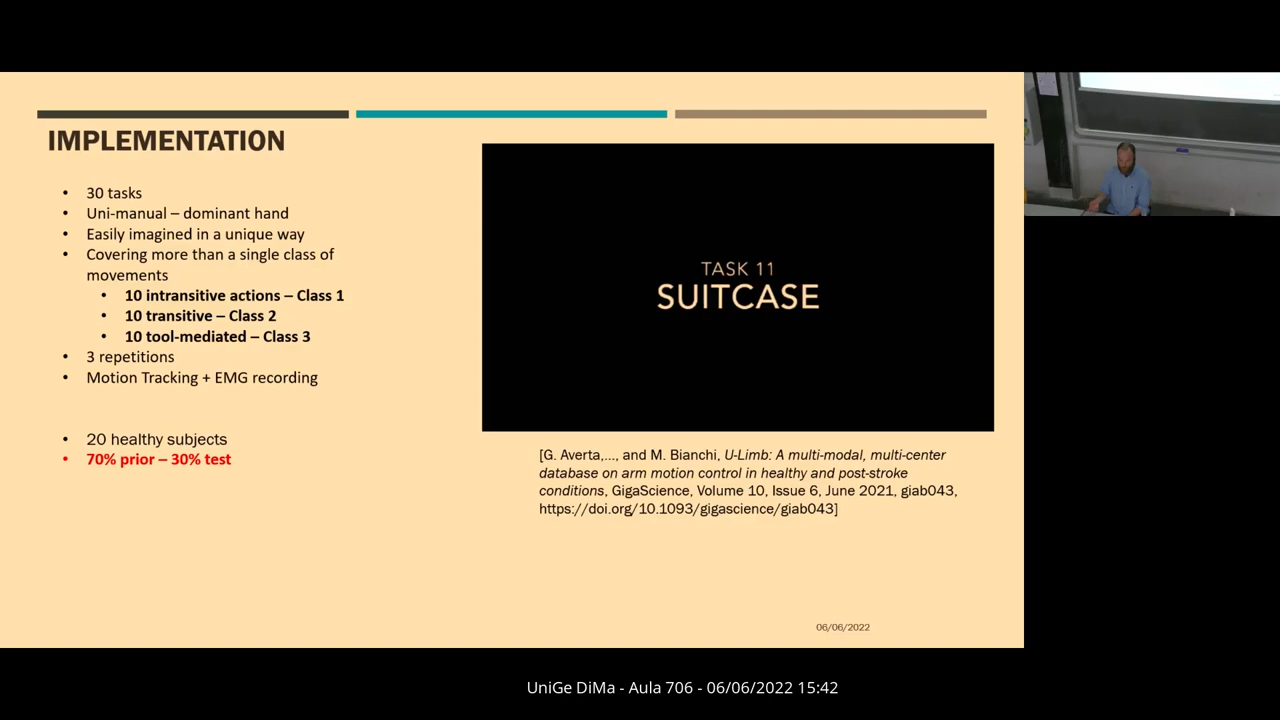 IMPLEMENTATION
• 30 tasks
• Uni-manual – dominant hand
• Easily imagined in a unique way
• Covering more than a single class of
movements
• 10 intransitive actions – Class 1
• 10 transitive – Class 2
• 10 tool-mediated – Class 3
• 3 repetitions
• Motion Tracking + EMG recording
• 20 healthy subjects
• 70% prior – 30% test
TASK 11
SUITCASE
[G. Averta,..., and M. Bianchi, U-Limb: A multi-modal, multi-center
database on arm motion control in healthy and post-stroke
conditions, GigaScience, Volume 10, Issue 6, June 2021, giab043,
https://doi.org/10.1093/gigascience/giab043]
06/06/2022
UniGe DiMa - Aula 706 - 06/06/2022 15:42